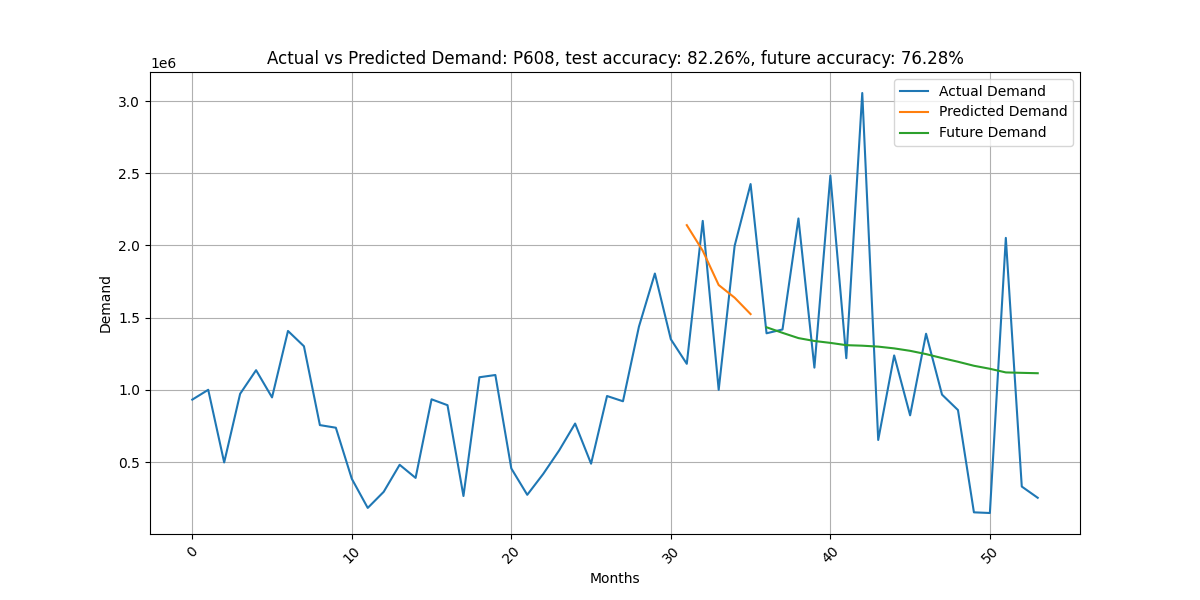 Actual vs Predicted Demand: P608, test accuracy: 82.26%, future accuracy: 76.28%
1e6
Actual Demand
Predicted Demand
Future Demand
3.0
2.5
2.0
1.5
1.0
0.5
Demand
0
10
20
30
40
50
Months